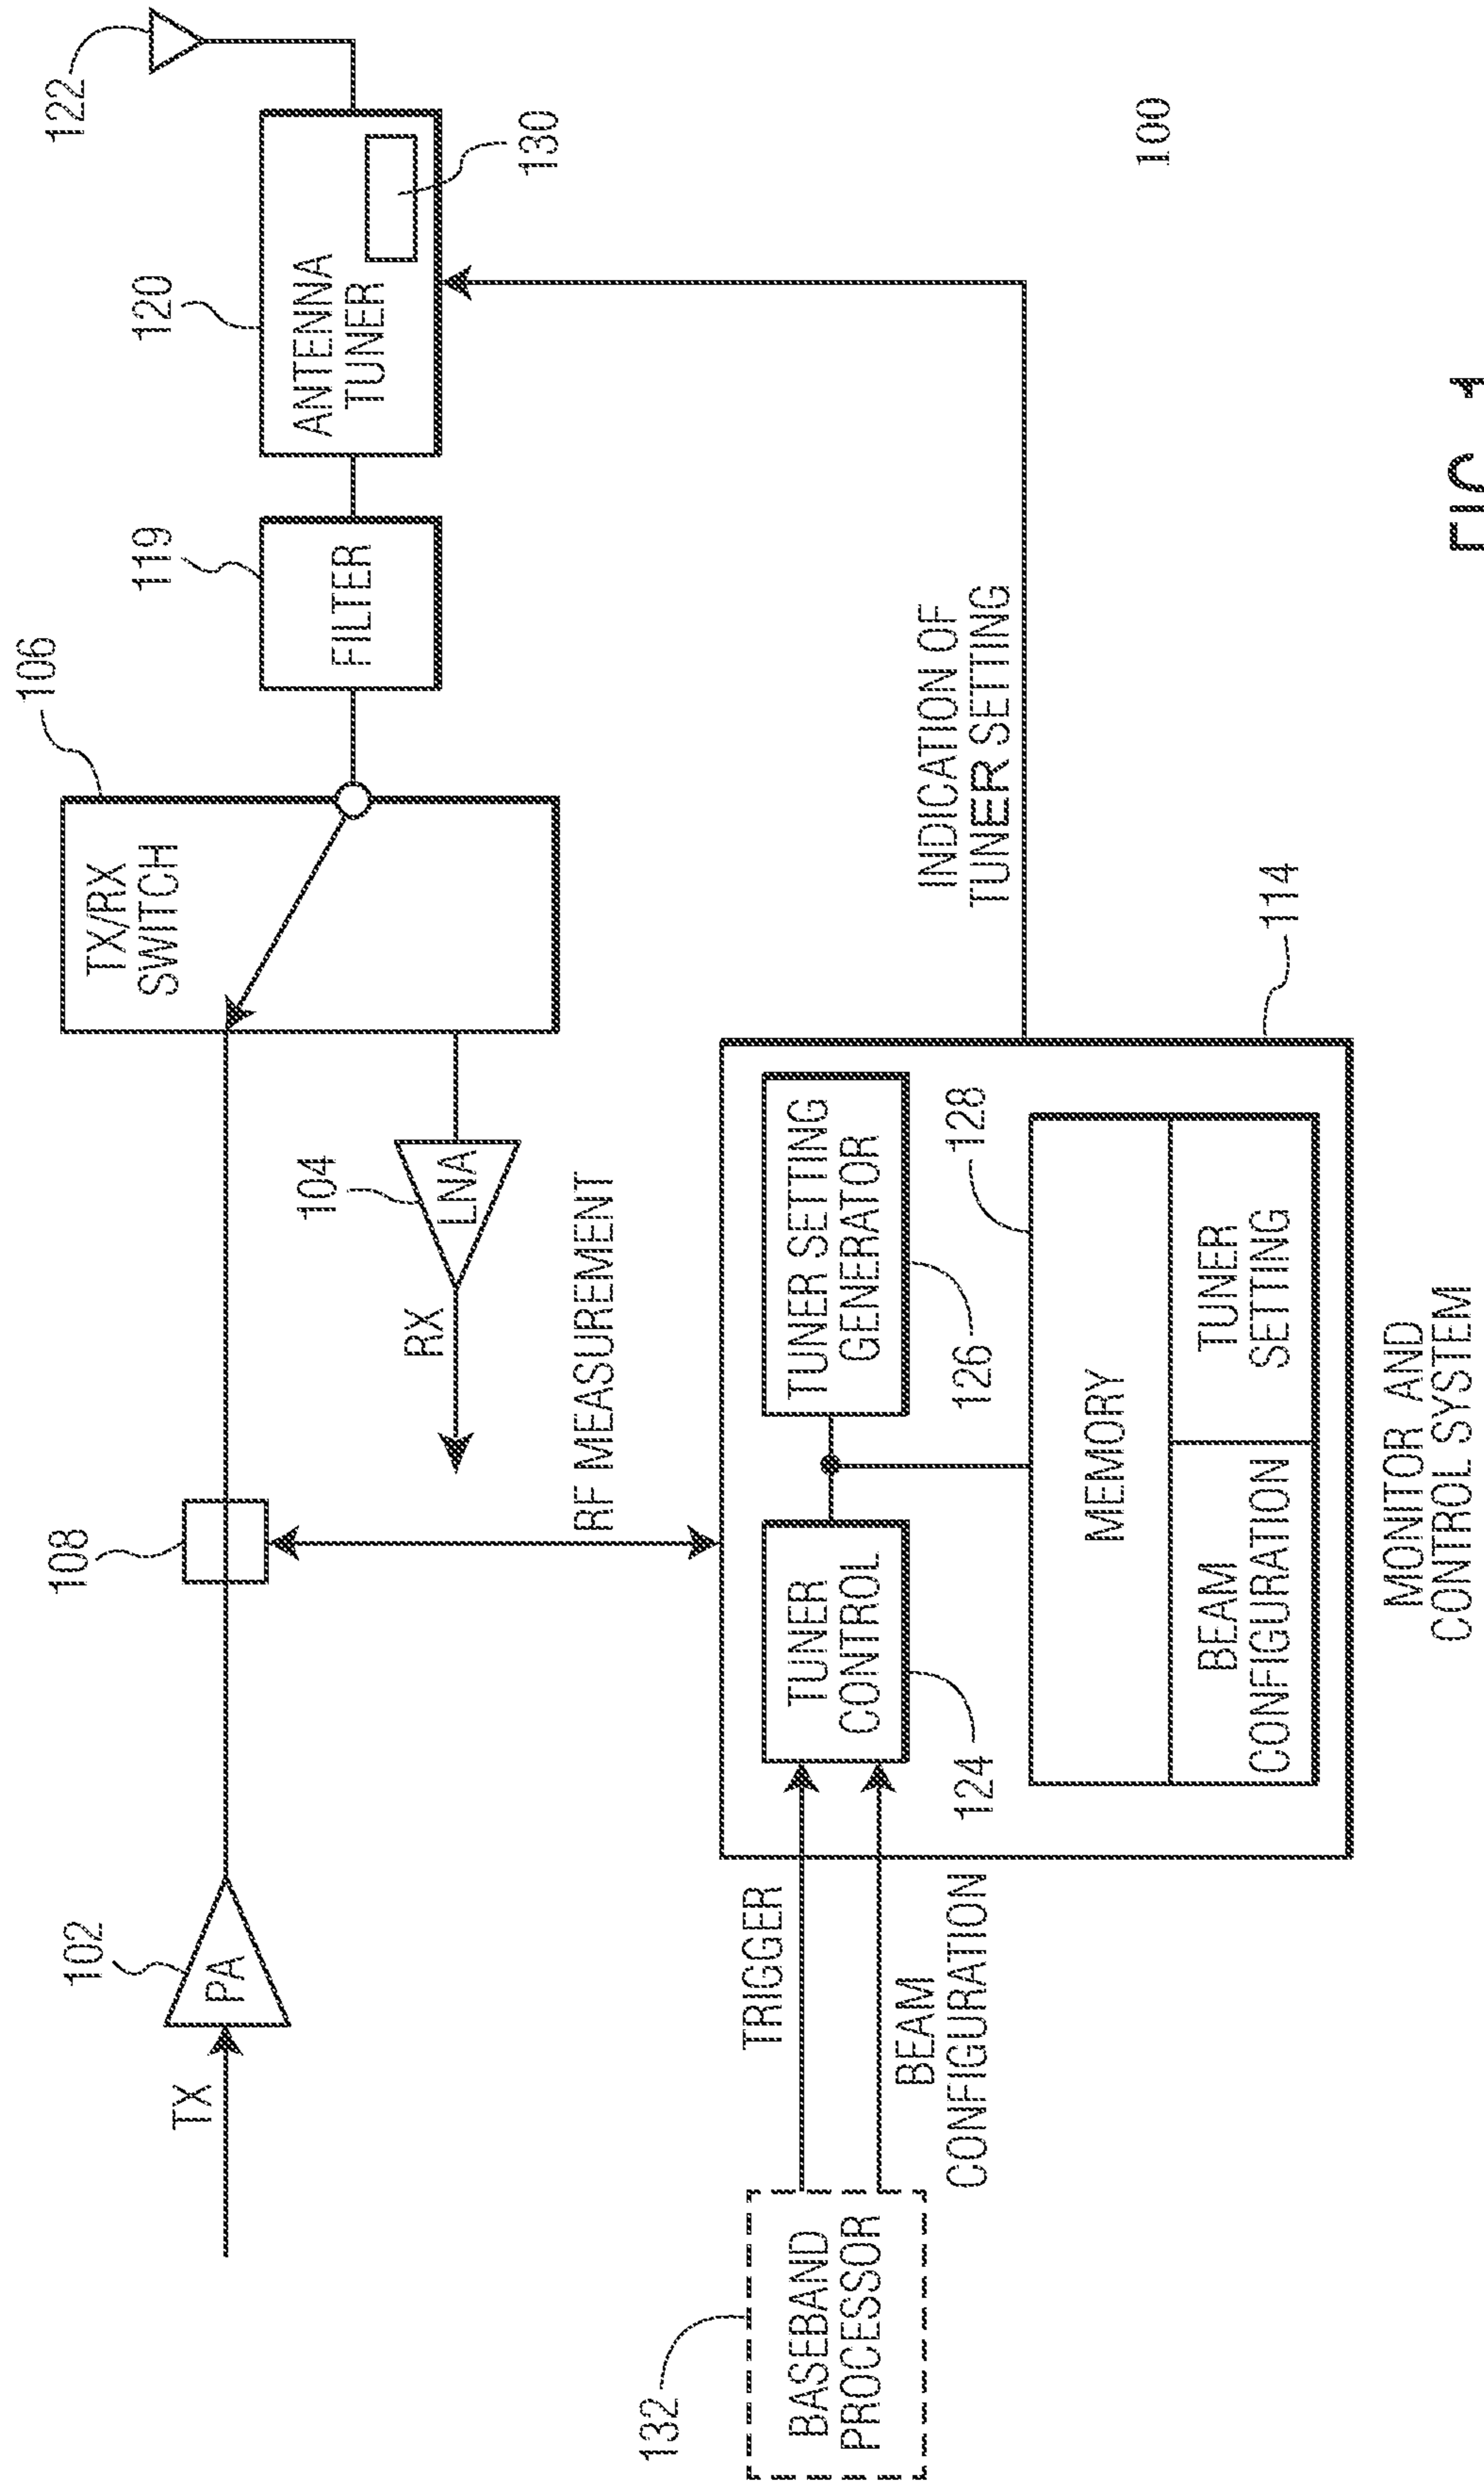 102
TX
PA
108
106
TX/RX
SWITCH
104
LNA
RX
119
FILTER
120
ANTENNA
TUNER
130
122
RF MEASUREMENT
INDICATION OF
TUNER SETTING
132
BASEBAND
PROCESSOR
TRIGGER
BEAM
CONFIGURATION
TUNER
CONTROL
124
TUNER SETTING
GENERATOR
126
128
MEMORY
BEAM
CONFIGURATION
TUNER
SETTING
114
MONITOR AND
CONTROL SYSTEM
100
FIG. 1